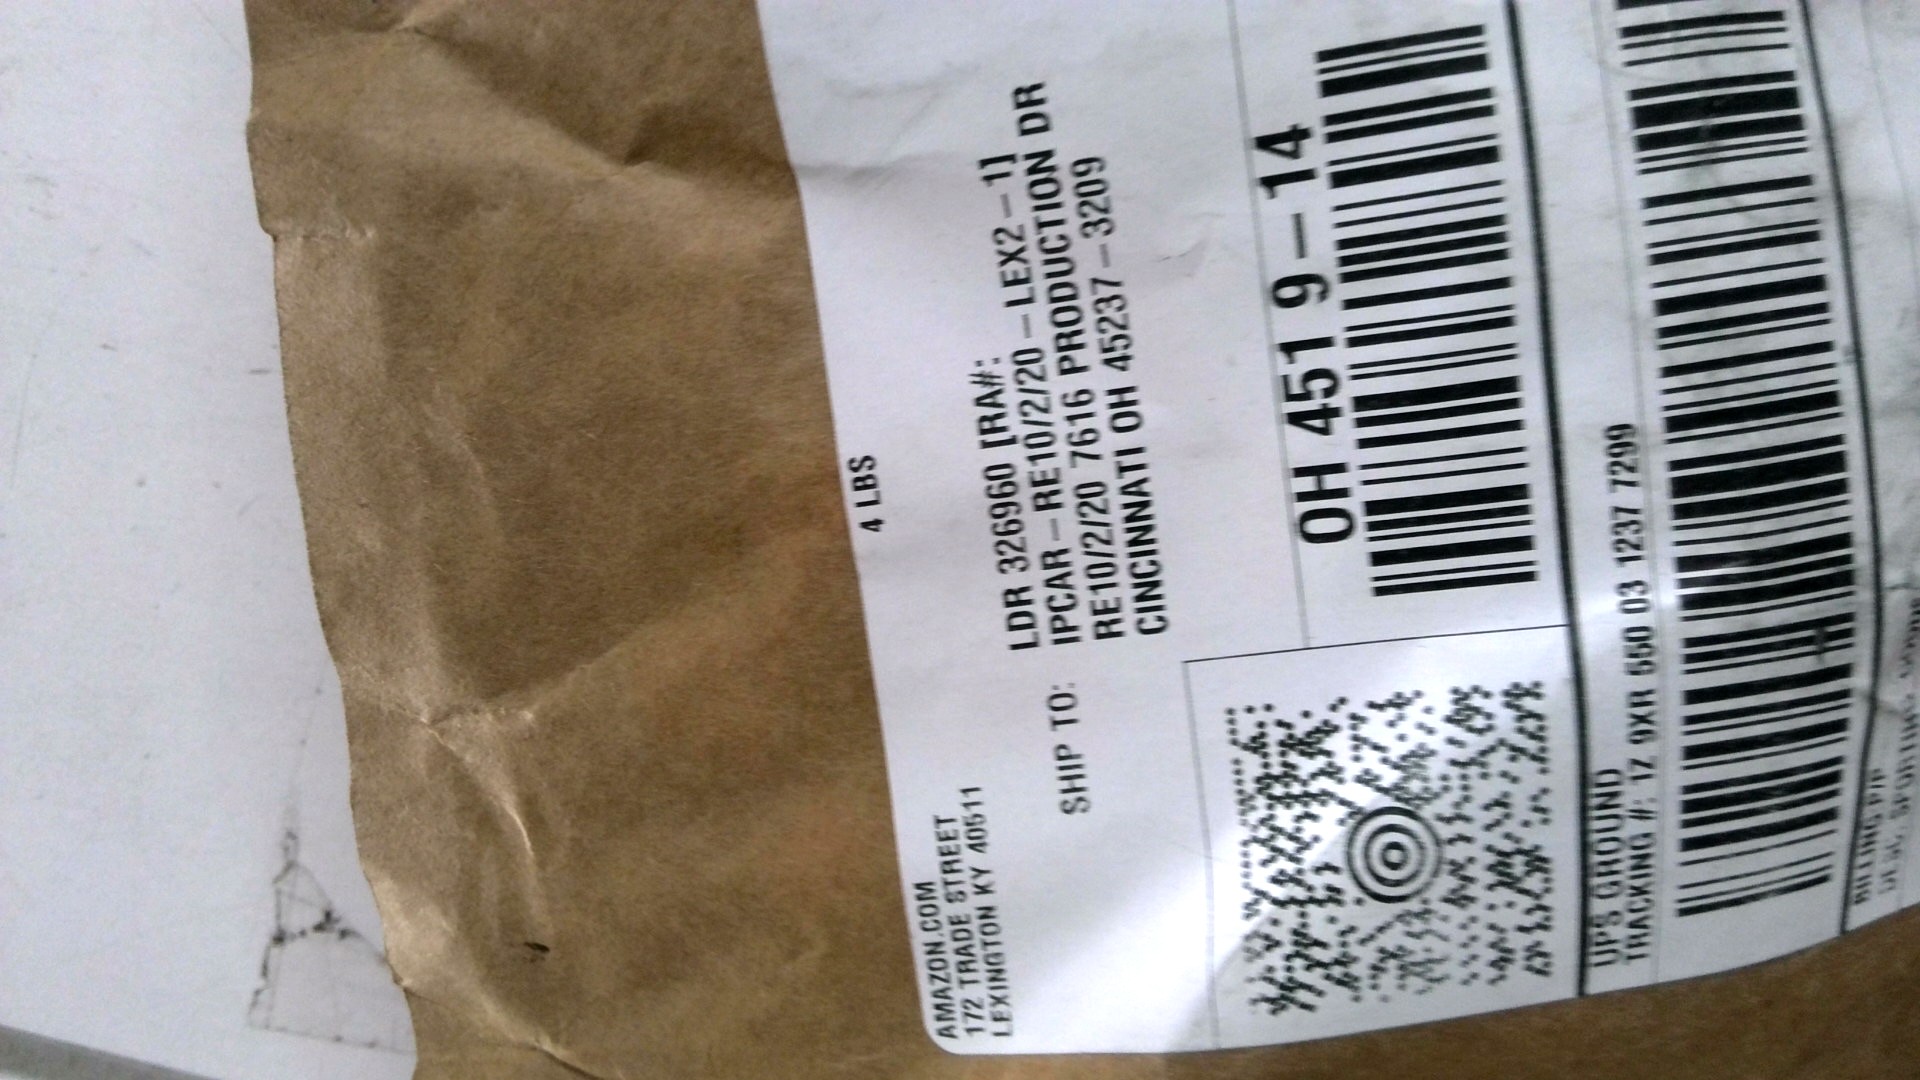 AMAZON.COM
172 TRADE STREET
LEXINGTON KY 40511
4 LBS
LDR 326960 [RA#:
SHIP TO: IPCAR-RE10/2/20-LEX2-1]
RE10/2/20 7616 PRODUCTION DR
CINCINNATI OH 45237-3209
OH 4519-14
UPS GROUND
TRACKING #: 1Z 9XR 550 03 1237 7299
BILLING: P/P